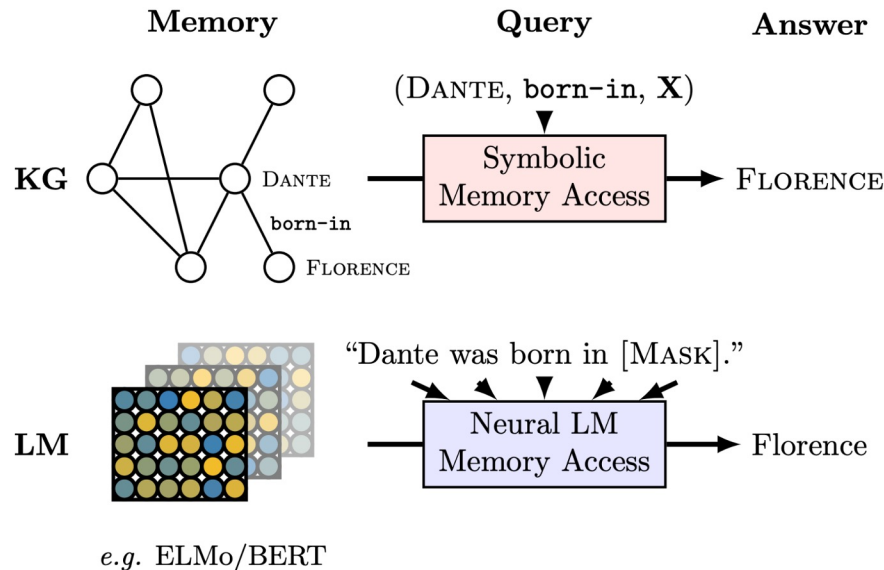 Memory Query Answer
(DANTE, born-in, X)
KG
DANTE
Symbolic
Memory Access
FLORENCE
born-in
FLORENCE
“Dante was born in [MASK].”
LM
Neural LM
Memory Access
Florence
e.g. ELMo/BERT